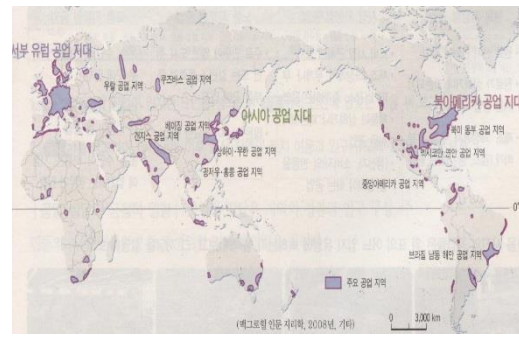 서부 유럽 공업 지대
우랄 공업 지역
쿠즈바스 공업 지역
아시아 공업 지대
베이징 공업 지역
갠지스 공업 지역
상하이·우한 공업 지역
광저우·홍콩 공업 지역
북아메리카 공업 지대
북미 동부 공업 지역
멕시코만 연안 공업 지역
중앙아메리카 공업 지역
0°
브라질 남동 해안 공업 지역
주요 공업 지역
(백그로힐 인문 지리학, 2008년, 기타)
0 3,000 km